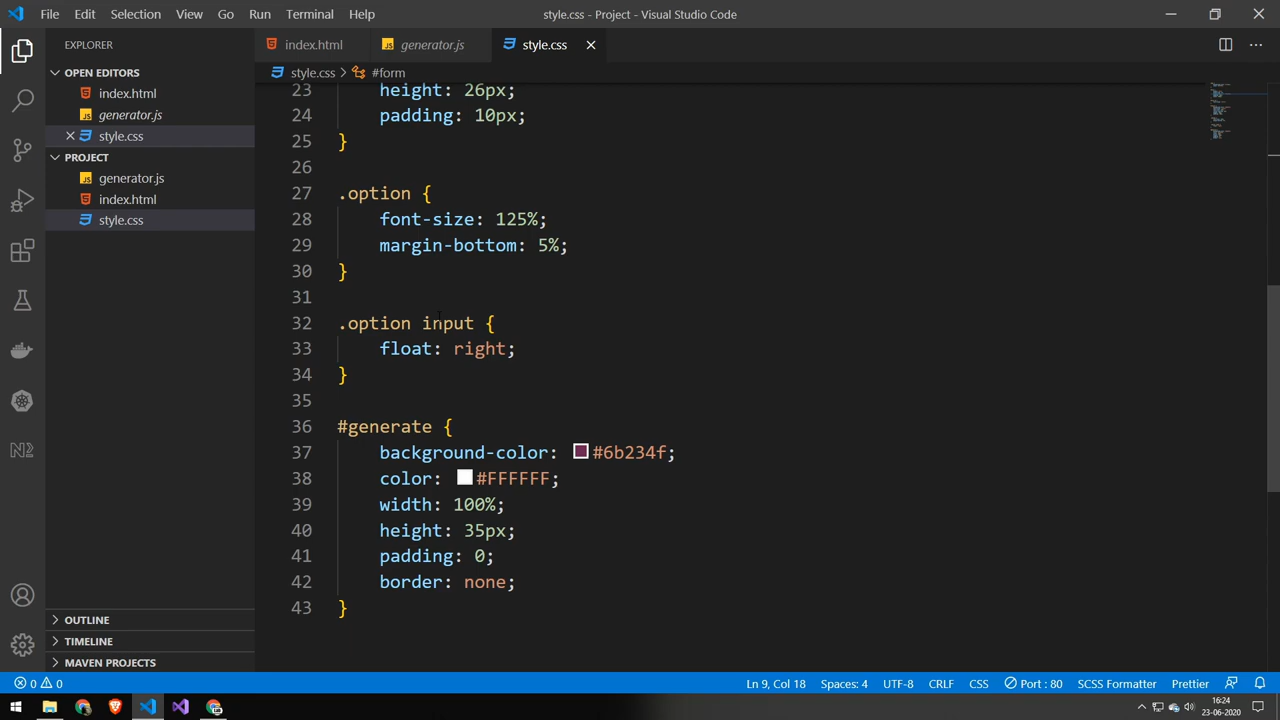 File Edit Selection View Go Run Terminal Help
style.css - Project - Visual Studio Code
EXPLORER
OPEN EDITORS
index.html
generator.js
style.css
PROJECT
generator.js
index.html
style.css
OUTLINE
TIMELINE
MAVEN PROJECTS
index.html generator.js style.css
style.css > #form
23 height: 26px;
24 padding: 10px;
25 }
26
27 .option {
28 font-size: 125%;
29 margin-bottom: 5%;
30 }
31
32 .option input {
33 float: right;
34 }
35
36 #generate {
37 background-color: #6b234f;
38 color: #FFFFFF;
39 width: 100%;
40 height: 35px;
41 padding: 0;
42 border: none;
43 }
0 0
Ln 9, Col 18 Spaces: 4 UTF-8 CRLF CSS Port : 80 SCSS Formatter Prettier
16:24
23-06-2020